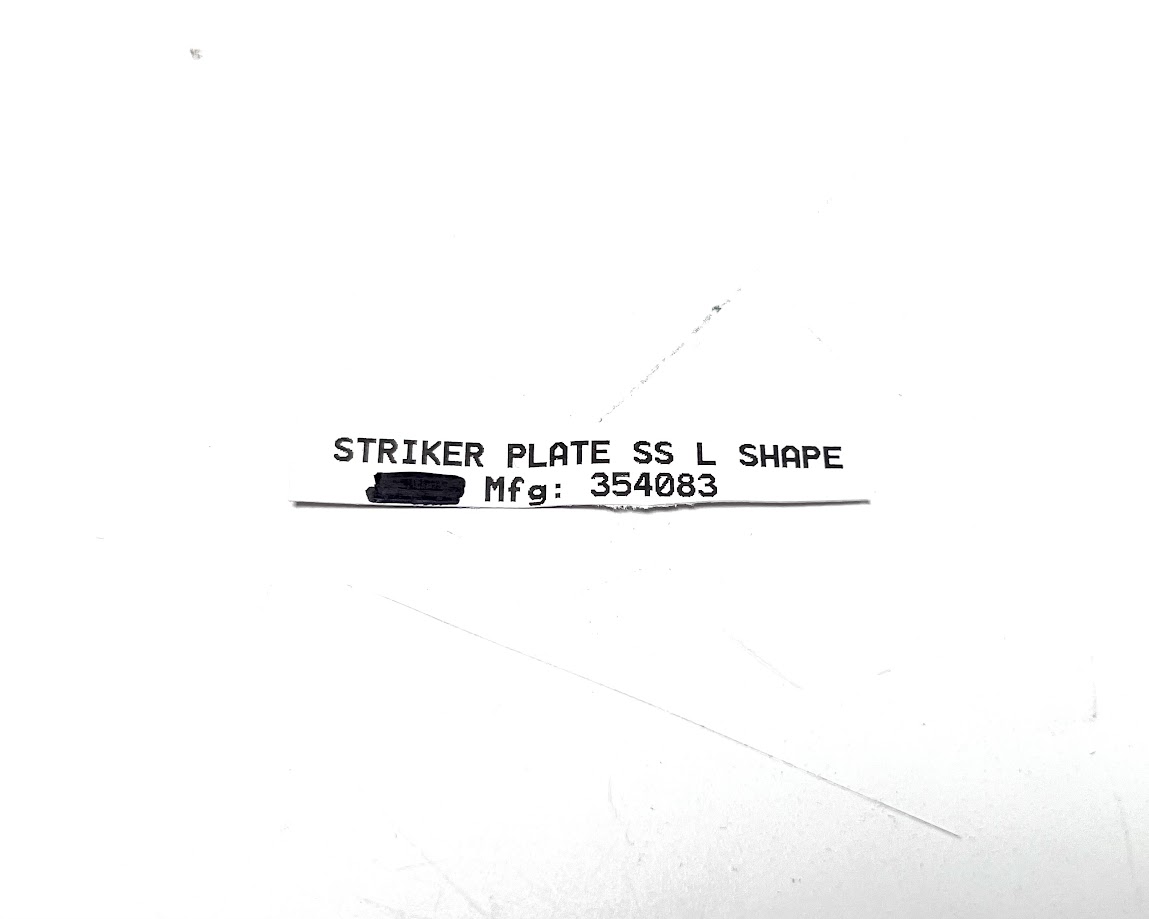 STRIKER PLATE SS L SHAPE
Mfg: 354083